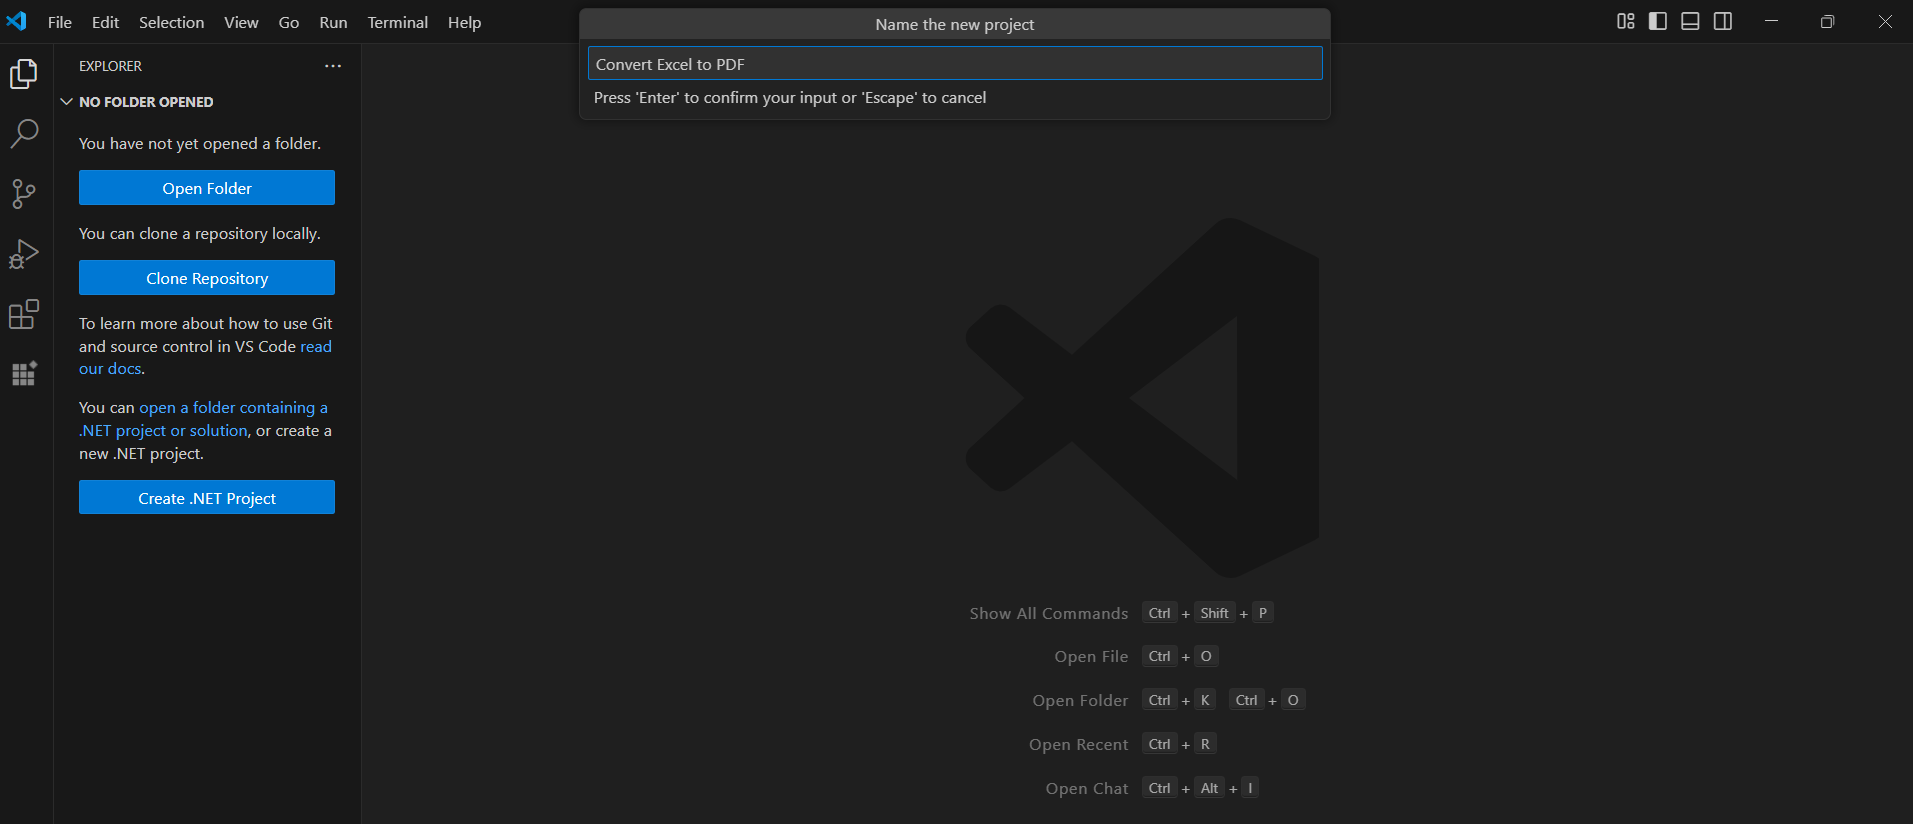 File Edit Selection View Go Run Terminal Help
Name the new project
Convert Excel to PDF
Press 'Enter' to confirm your input or 'Escape' to cancel
EXPLORER
NO FOLDER OPENED
You have not yet opened a folder.
Open Folder
You can clone a repository locally.
Clone Repository
To learn more about how to use Git
and source control in VS Code read
our docs.
You can open a folder containing a
.NET project or solution, or create a
new .NET project.
Create .NET Project
Show All Commands Ctrl + Shift + P
Open File Ctrl + O
Open Folder Ctrl + K Ctrl + O
Open Recent Ctrl + R
Open Chat Ctrl + Alt + I